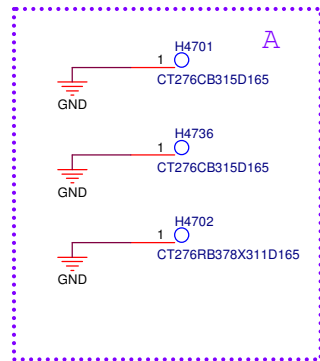 A
H4701
1
CT276CB315D165
GND
H4736
1
CT276CB315D165
GND
H4702
1
CT276RB378X311D165
GND